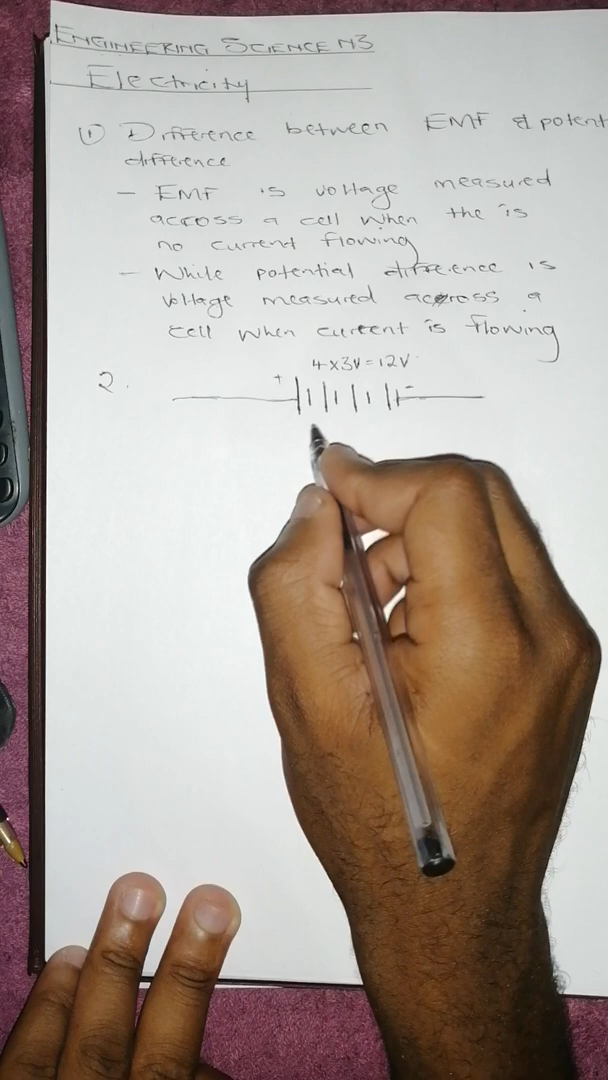 ENGINEERING SCIENCE N3
Electricity
① Difference between EMF & potent
difference
- EMF is voltage measured
across a cell when the is
no current flowing
- While potential difference is
voltage measured across a
cell when current is flowing
4 x 3V = 12V
2. + -